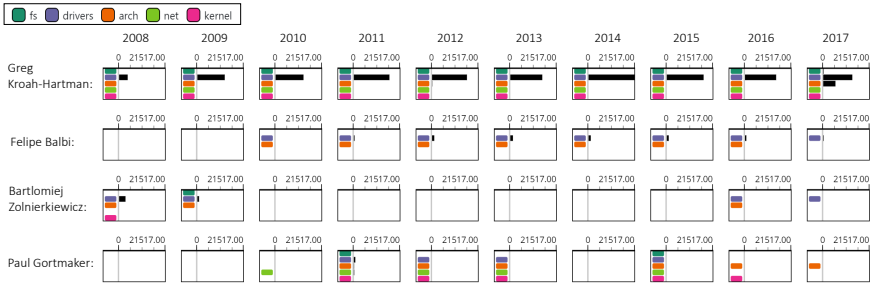 fs drivers arch net kernel
2008 2009 2010 2011 2012 2013 2014 2015 2016 2017
0 21517.00 0 21517.00 0 21517.00 0 21517.00 0 21517.00 0 21517.00 0 21517.00 0 21517.00 0 21517.00 0 21517.00
Greg
Kroah-Hartman:
0 21517.00 0 21517.00 0 21517.00 0 21517.00 0 21517.00 0 21517.00 0 21517.00 0 21517.00 0 21517.00 0 21517.00
Felipe Balbi:
0 21517.00 0 21517.00 0 21517.00 0 21517.00 0 21517.00 0 21517.00 0 21517.00 0 21517.00 0 21517.00 0 21517.00
Bartlomiej
Zolnierkiewicz:
0 21517.00 0 21517.00 0 21517.00 0 21517.00 0 21517.00 0 21517.00 0 21517.00 0 21517.00 0 21517.00 0 21517.00
Paul Gortmaker: